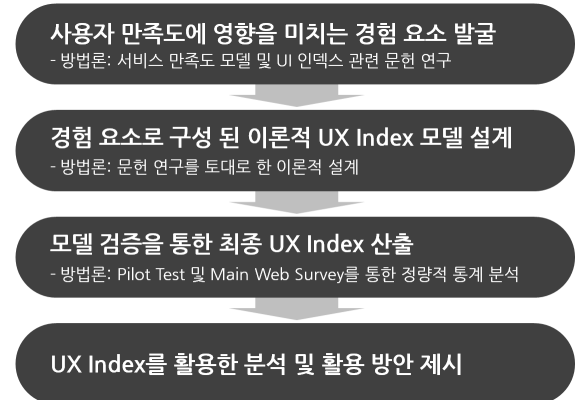 사용자 만족도에 영향을 미치는 경험 요소 발굴
- 방법론: 서비스 만족도 모델 및 UI 인덱스 관련 문헌 연구
경험 요소로 구성 된 이론적 UX Index 모델 설계
- 방법론: 문헌 연구를 토대로 한 이론적 설계
모델 검증을 통한 최종 UX Index 산출
- 방법론: Pilot Test 및 Main Web Survey를 통한 정량적 통계 분석
UX Index를 활용한 분석 및 활용 방안 제시